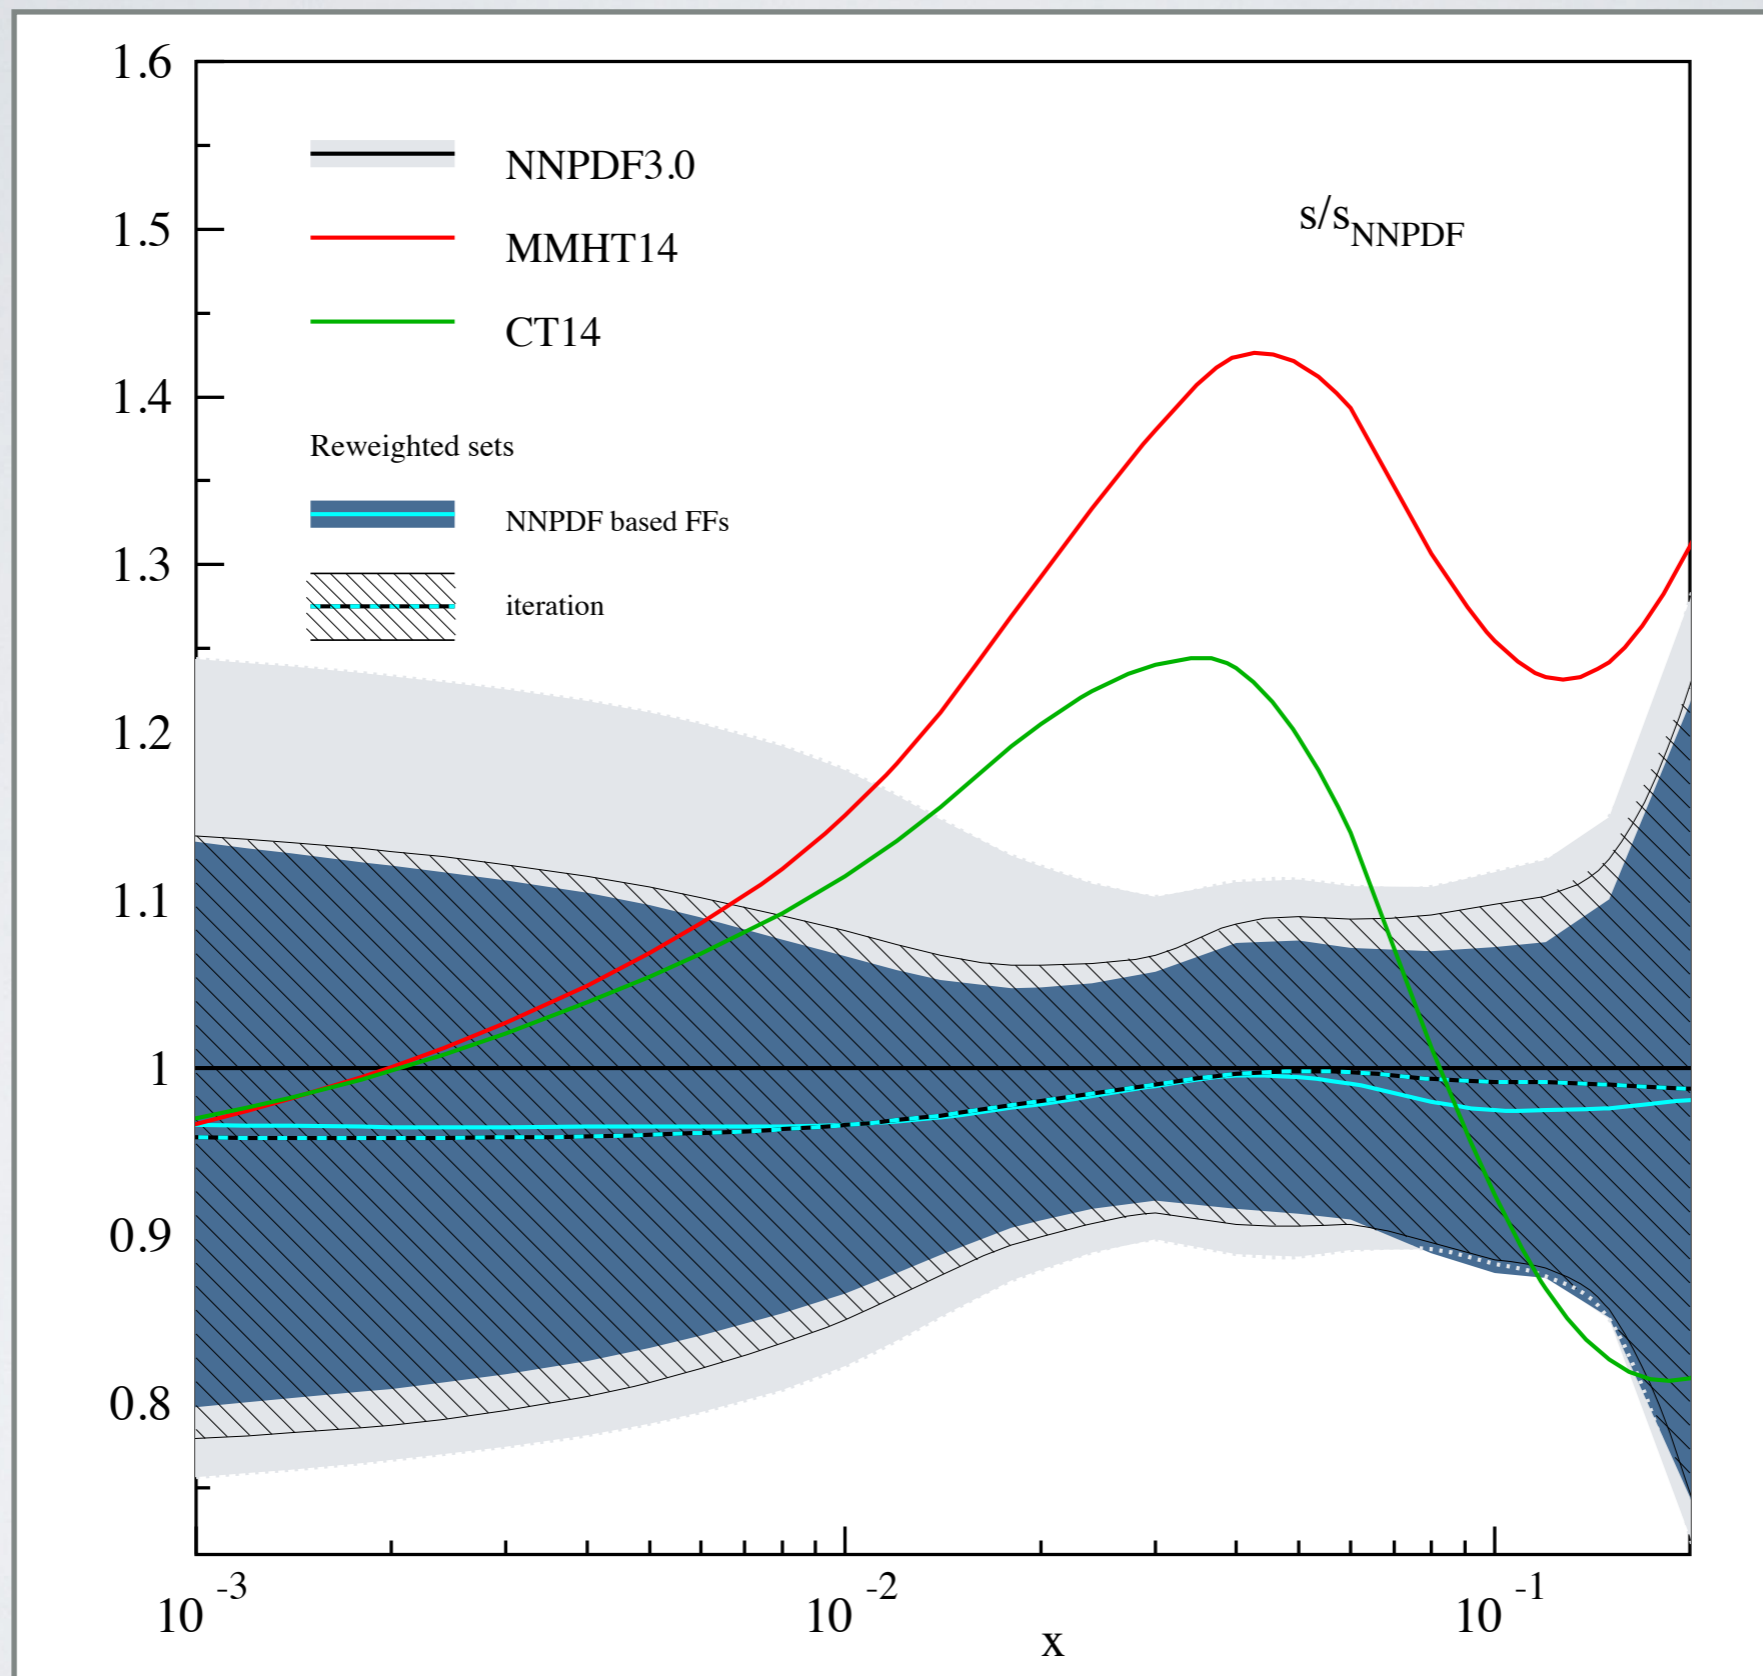 1.6
1.5
1.4
1.3
1.2
1.1
1
0.9
0.8
NNPDF3.0
MMHT14
CT14
s/sNNPDF
Reweighted sets
NNPDF based FFs
iteration
10-3
10-2
10-1
x